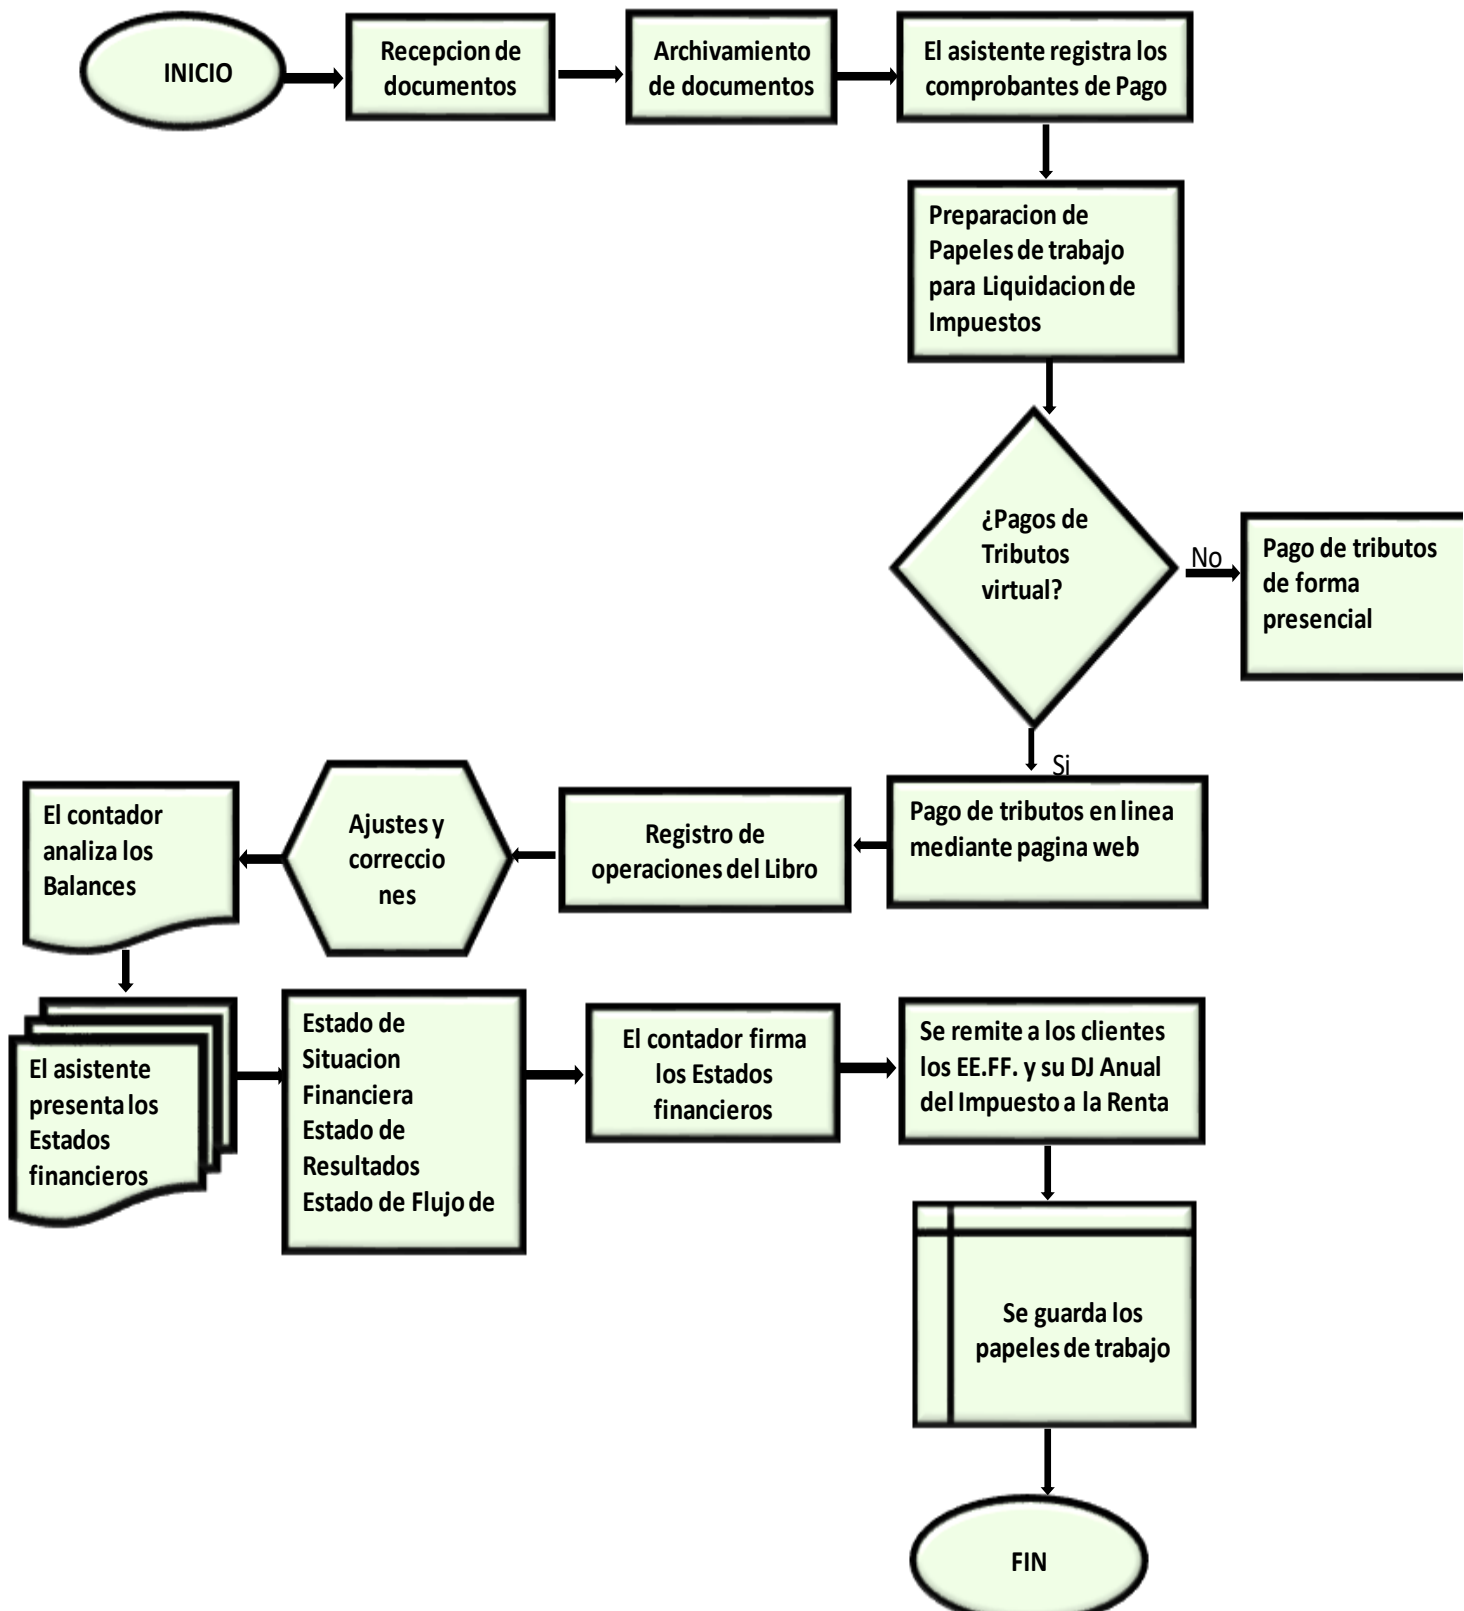 INICIO
Recepcion de
documentos
Archivamiento
de documentos
El asistente registra los
comprobantes de Pago
Preparacion de
Papeles de trabajo
para Liquidacion de
Impuestos
¿Pagos de
Tributos
virtual?
No
Pago de tributos
de forma
presencial
Si
Pago de tributos en linea
mediante pagina web
Registro de
operaciones del Libro
Ajustes y
correccio
nes
El contador
analiza los
Balances
El asistente
presenta los
Estados
financieros
Estado de
Situacion
Financiera
Estado de
Resultados
Estado de Flujo de
El contador firma
los Estados
financieros
Se remite a los clientes
los EE.FF. y su DJ Anual
del Impuesto a la Renta
Se guarda los
papeles de trabajo
FIN